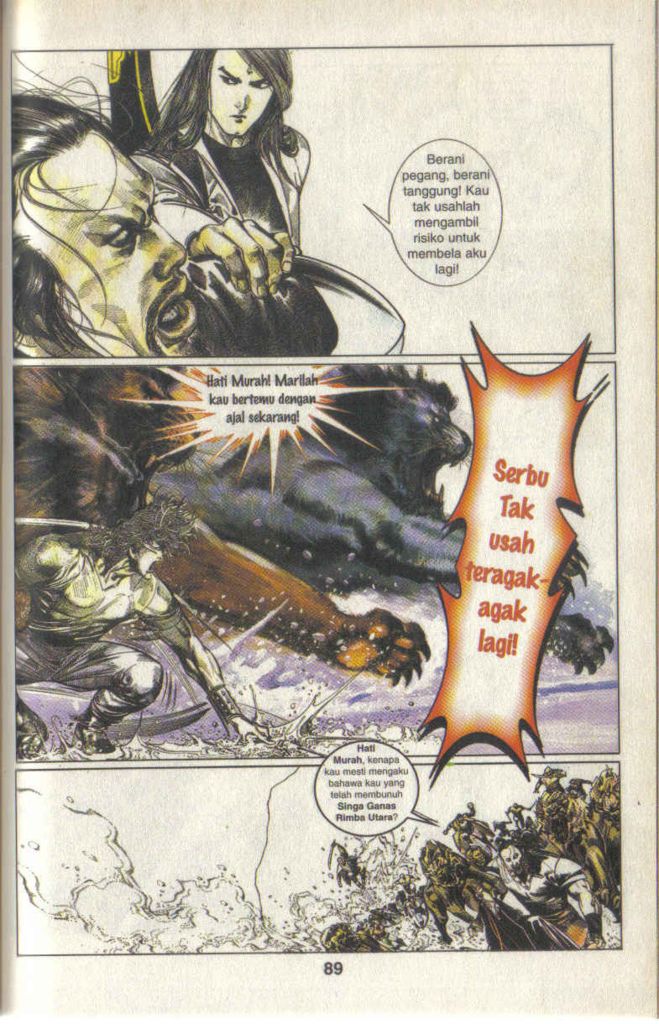 Berani
pegang, berani
tanggung! Kau
tak usahlah
mengambil
risiko untuk
membela aku
lagi!
Hati Murah! Marilah
kau bertemu dengan
ajal sekarang!
Serbu
Tak
usah
teragak-
agak
lagi!
Hati
Murah, kenapa
kau mesti mengaku
bahawa kau yang
telah membunuh
Singa Ganas
Rimba Utara?
89